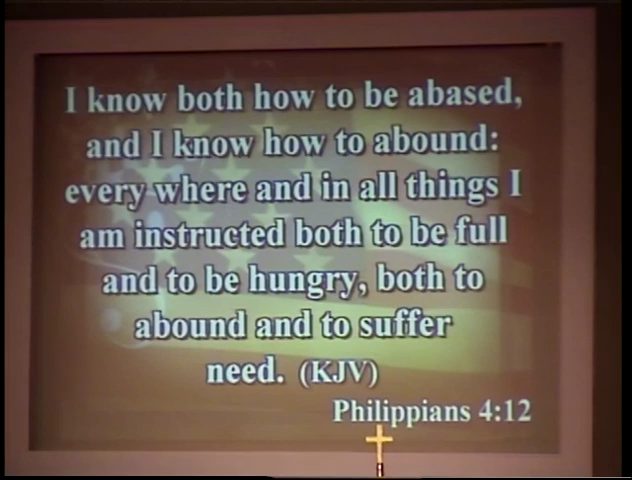 I know both how to be abased,
and I know how to abound:
every where and in all things I
am instructed both to be full
and to be hungry, both to
abound and to suffer
need. (KJV)
Philippians 4:12